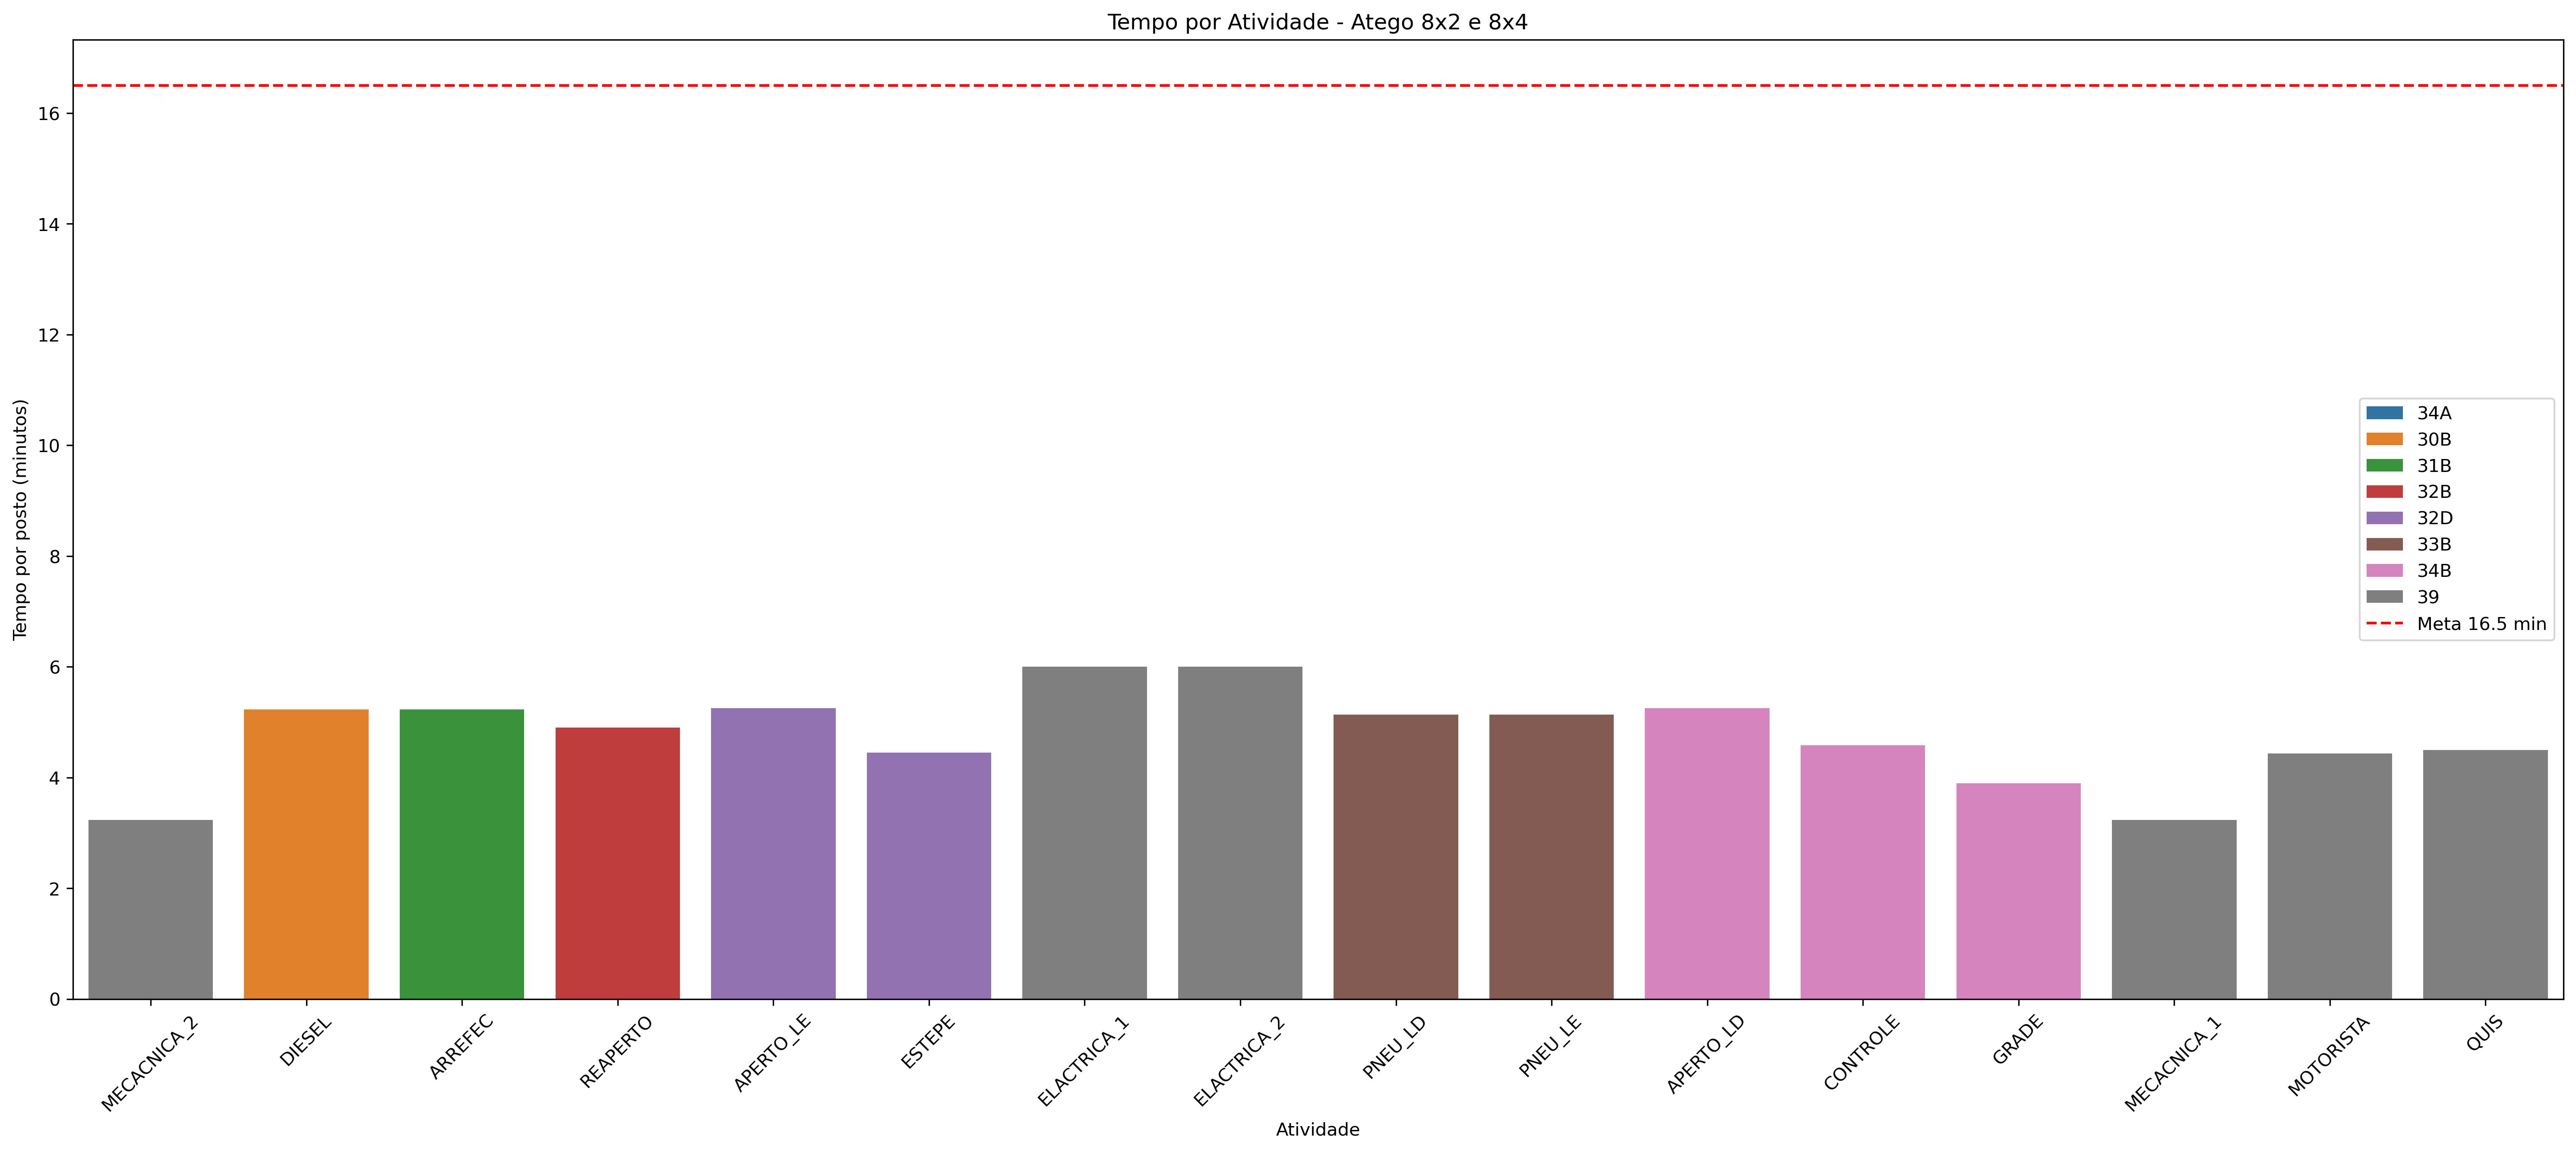 Tempo por Atividade - Atego 8x2 e 8x4
Tempo por posto (minutos)
16
14
12
10
8
6
4
2
0
34A
30B
31B
32B
32D
33B
34B
39
Meta 16.5 min
MECACNICA_2
DIESEL
ARREFEC
REAPERTO
APERTO_LE
ESTEPE
ELACTRICA_1
ELACTRICA_2
PNEU_LD
PNEU_LE
APERTO_LD
CONTROLE
GRADE
MECACNICA_1
MOTORISTA
QUIS
Atividade